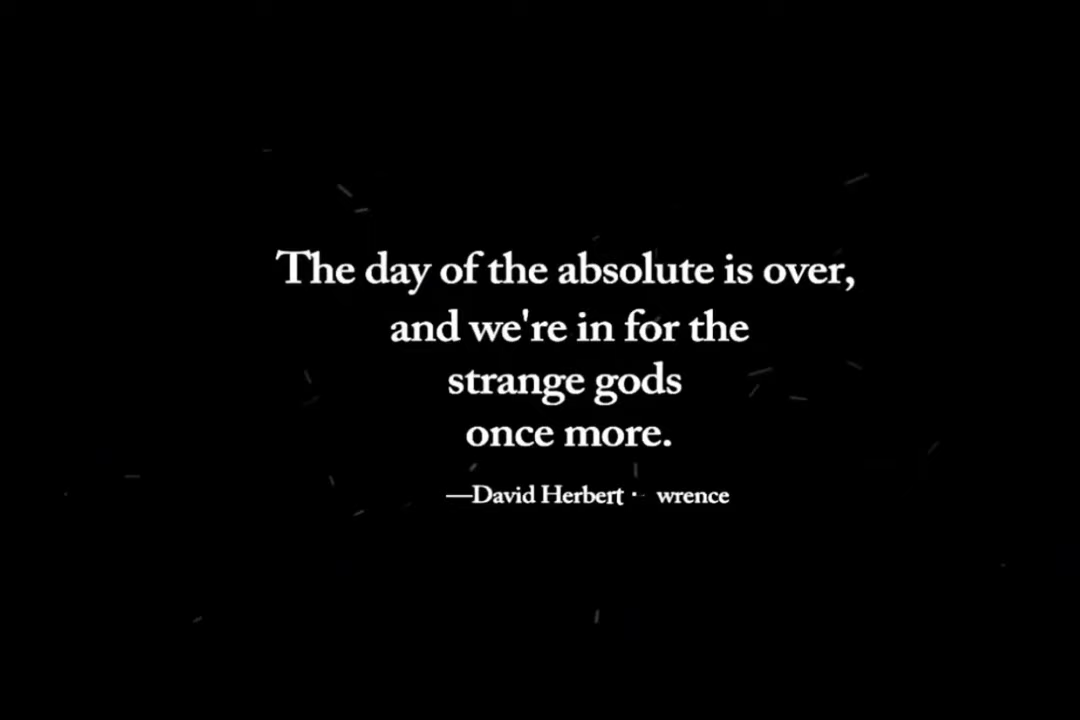 The day of the absolute is over,
and we're in for the
strange gods
once more.
—David Herbert · wrence